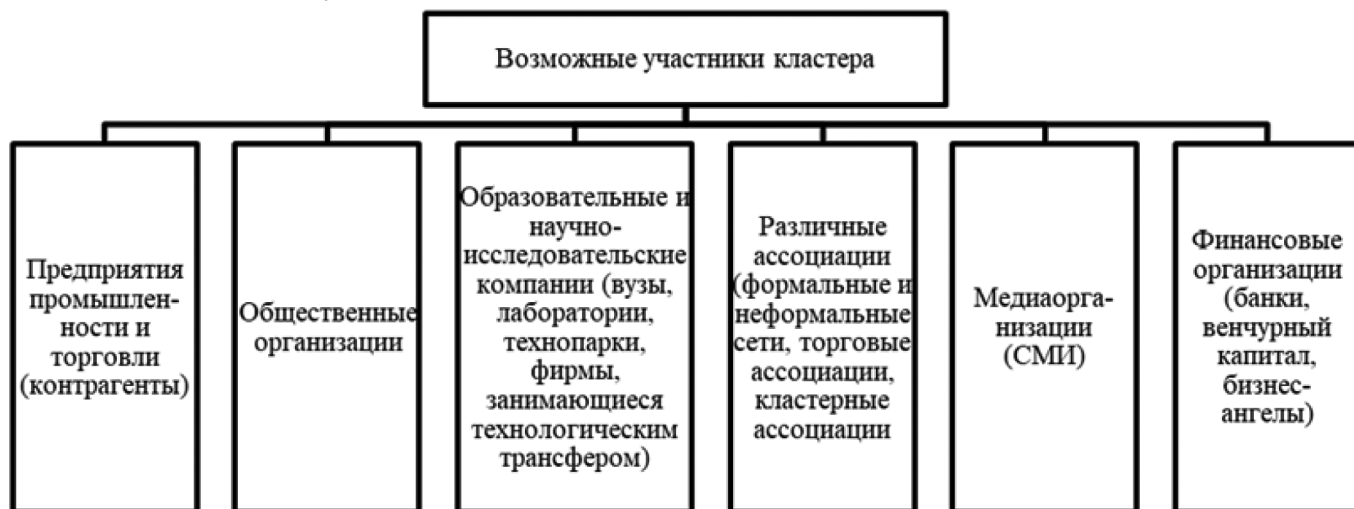 Возможные участники кластера
Предприятия
промышлен-
ности и
торговли
(контрагенты)
Общественные
организации
Образовательные и
научно-
исследовательские
компании (вузы,
лаборатории,
технопарки,
фирмы,
занимающиеся
технологическим
трансфером)
Различные
ассоциации
(формальные и
неформальные
сети, торговые
ассоциации,
кластерные
ассоциации
Медиаорга-
низации
(СМИ)
Финансовые
организации
(банки,
венчурный
капитал,
бизнес-
ангелы)